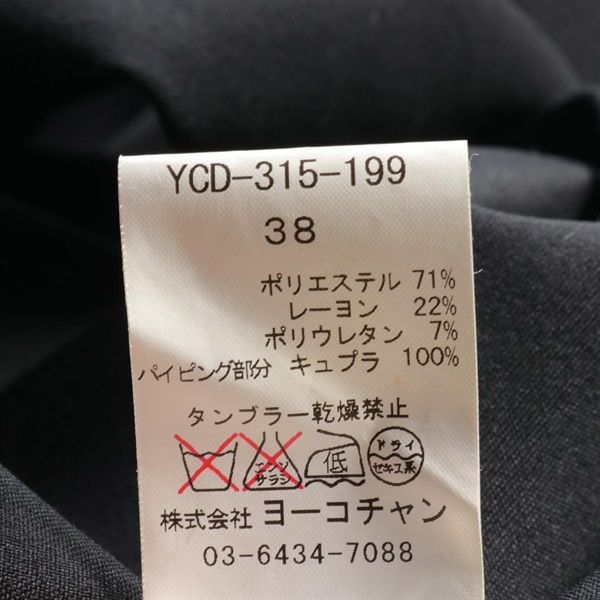 YCD-315-199
38
ポリエステル 71%
レーヨン 22%
ポリウレタン 7%
パイピング部分 キュプラ 100%
タンブラー乾燥禁止
エンソサラシ 低 ドライ セキユ系
株式会社 ヨーコチャン
03-6434-7088